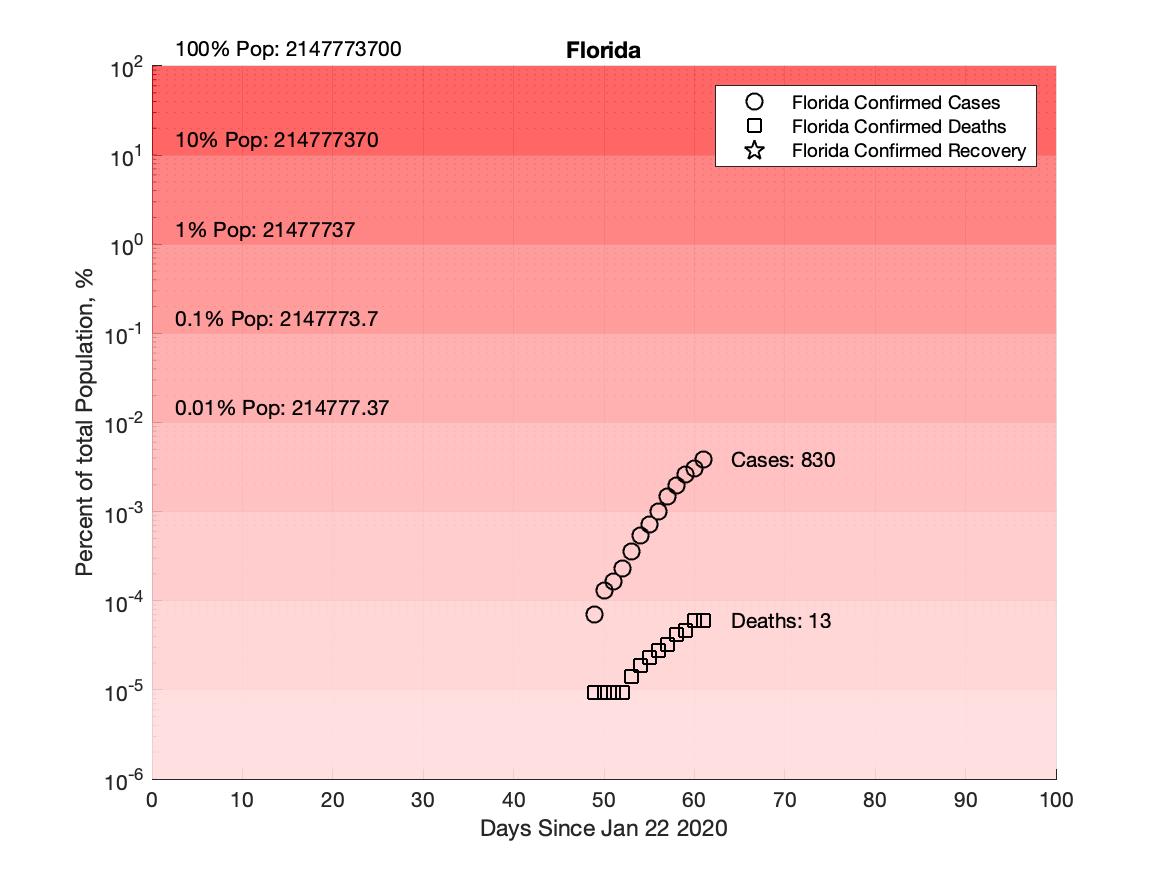 100% Pop: 2147773700
Florida
10% Pop: 214777370
1% Pop: 21477737
0.1% Pop: 2147773.7
0.01% Pop: 214777.37
Florida Confirmed Cases
Florida Confirmed Deaths
Florida Confirmed Recovery
Cases: 830
Deaths: 13
Percent of total Population, %
10^2
10^1
10^0
10^-1
10^-2
10^-3
10^-4
10^-5
10^-6
0 10 20 30 40 50 60 70 80 90 100
Days Since Jan 22 2020